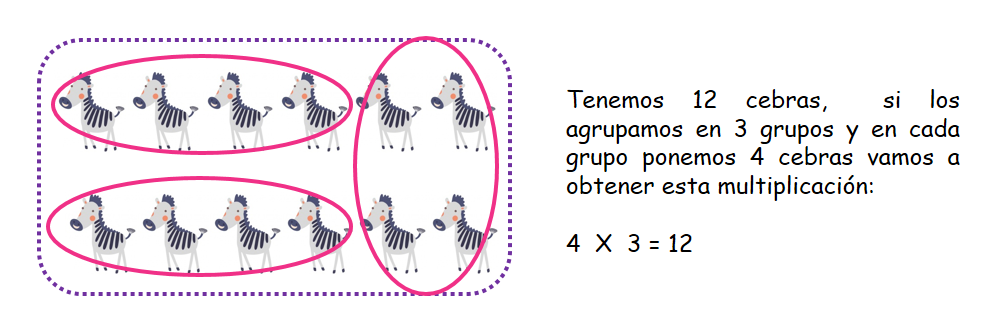 Tenemos 12 cebras, si los
agrupamos en 3 grupos y en cada
grupo ponemos 4 cebras vamos a
obtener esta multiplicación:
4 X 3 = 12